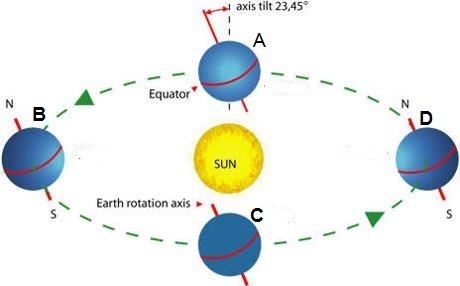 axis tilt 23,45°
A
Equator
N
B
S
SUN
N
D
S
Earth rotation axis
C